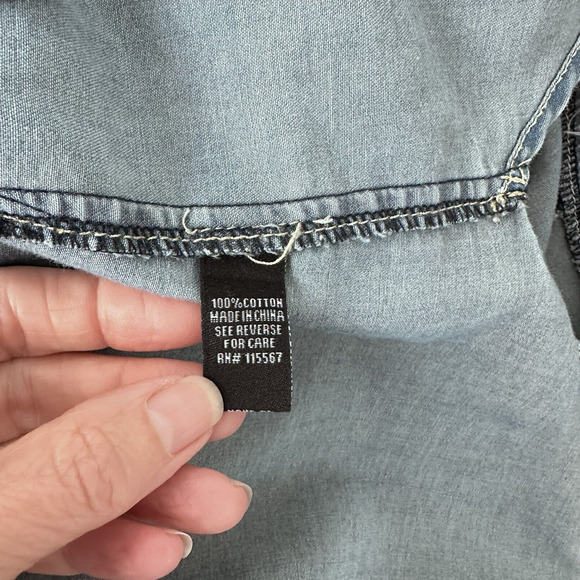 100% COTTON
MADE IN CHINA
SEE REVERSE
FOR CARE
RN# 115567